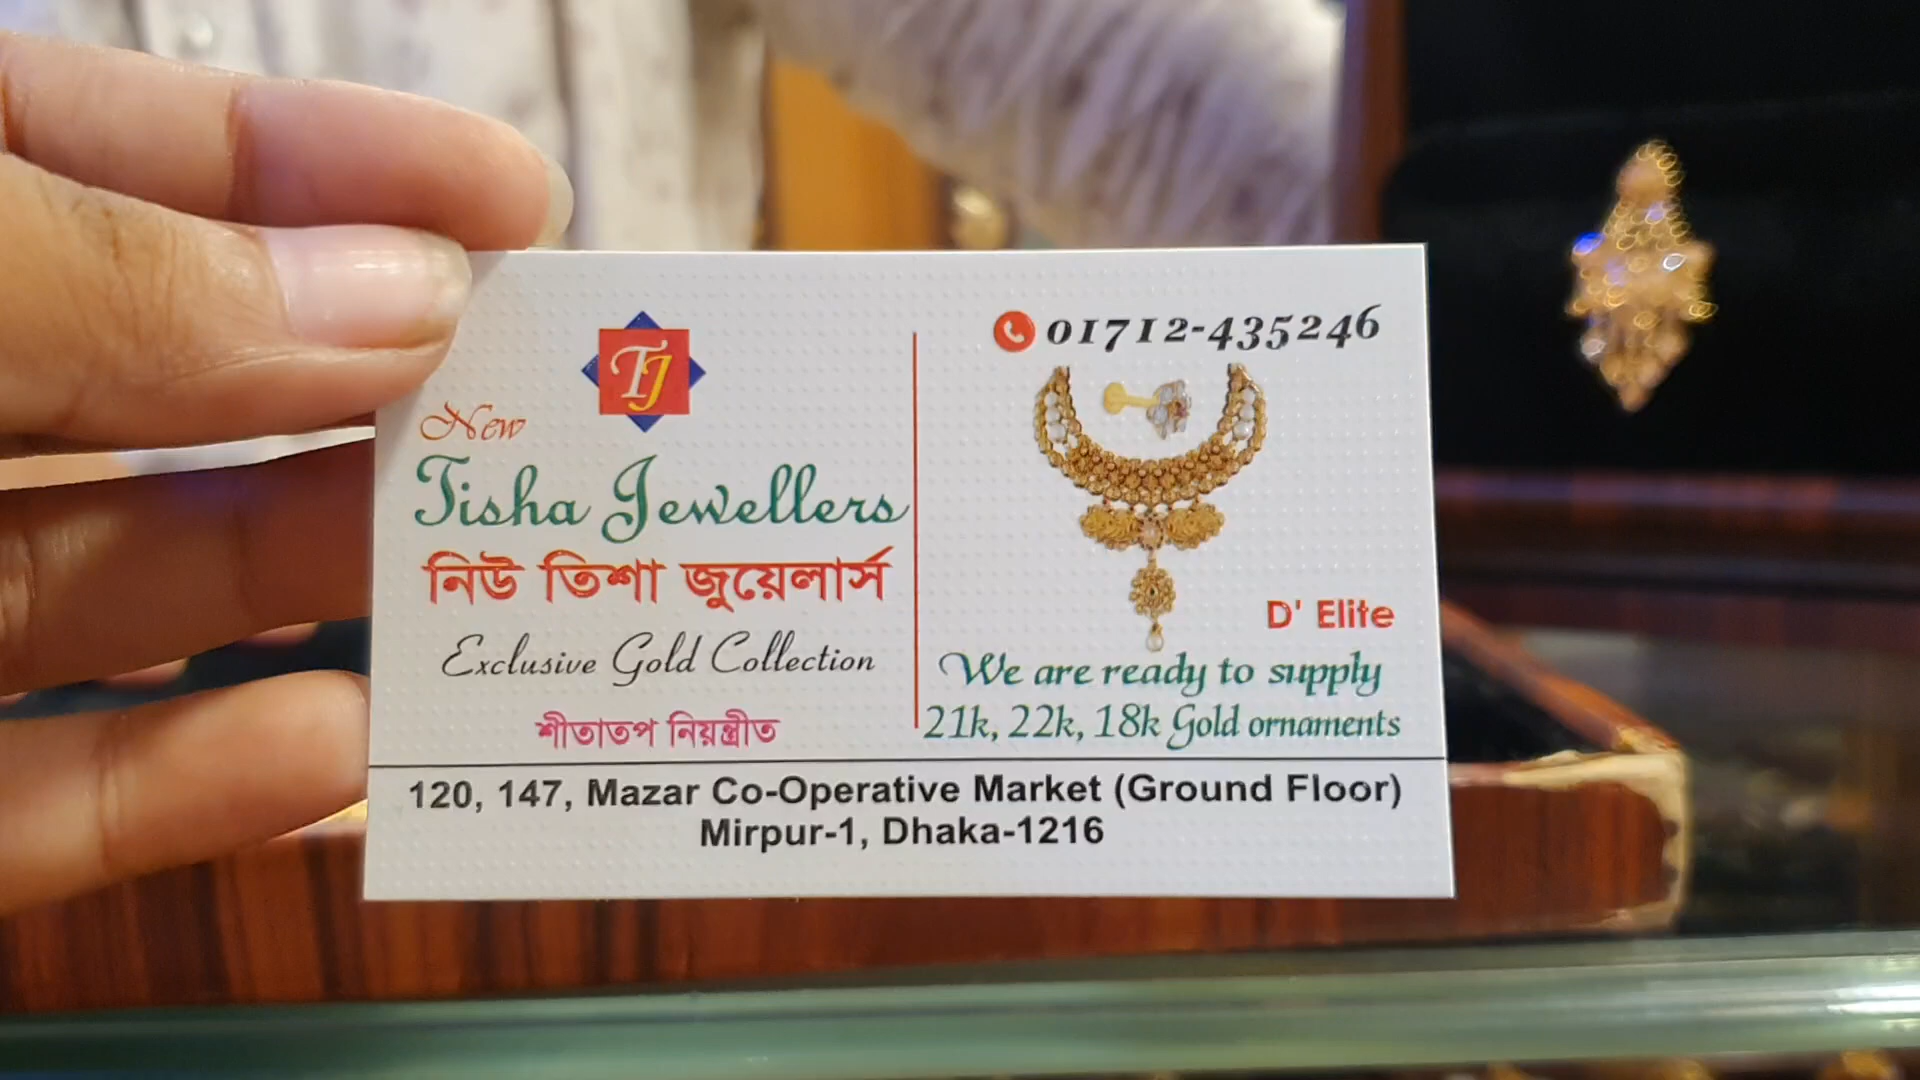 TJ
New
Tisha Jewellers
নিউ তিশা জুয়েলার্স
Exclusive Gold Collection
শীতাতপ নিয়ন্ত্রীত
01712-435246
D' Elite
We are ready to supply
21k, 22k, 18k Gold ornaments
120, 147, Mazar Co-Operative Market (Ground Floor)
Mirpur-1, Dhaka-1216